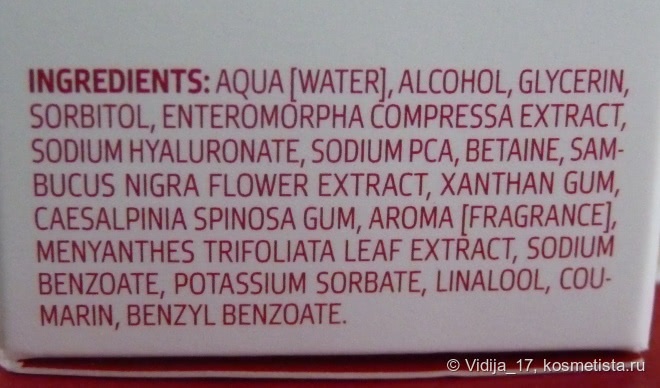 INGREDIENTS: AQUA [WATER], ALCOHOL, GLYCERIN,
SORBITOL, ENTEROMORPHA COMPRESSA EXTRACT,
SODIUM HYALURONATE, SODIUM PCA, BETAINE, SAM-
BUCUS NIGRA FLOWER EXTRACT, XANTHAN GUM,
CAESALPINIA SPINOSA GUM, AROMA [FRAGRANCE],
MENYANTHES TRIFOLIATA LEAF EXTRACT, SODIUM
BENZOATE, POTASSIUM SORBATE, LINALOOL, COU-
MARIN, BENZYL BENZOATE.
© Vidija_17, kosmetista.ru